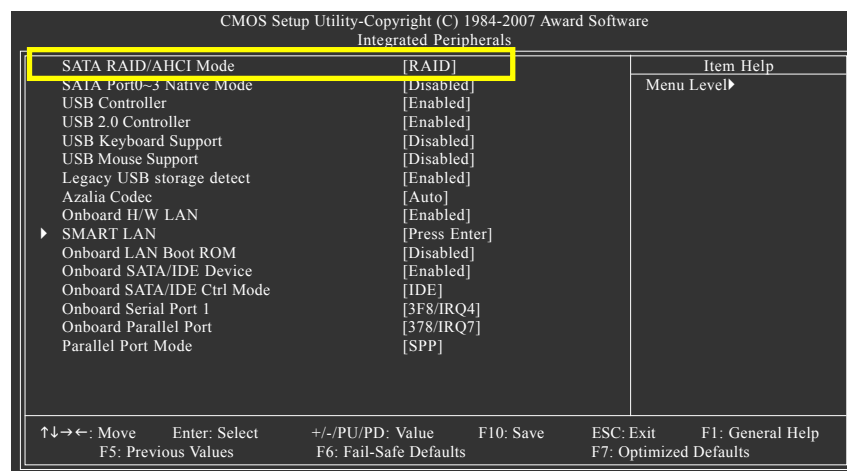 CMOS Setup Utility-Copyright (C) 1984-2007 Award Software
Integrated Peripherals
SATA RAID/AHCI Mode [RAID] Item Help
SATA Port0~3 Native Mode [Disabled] Menu Level▶
USB Controller [Enabled]
USB 2.0 Controller [Enabled]
USB Keyboard Support [Disabled]
USB Mouse Support [Disabled]
Legacy USB storage detect [Enabled]
Azalia Codec [Auto]
Onboard H/W LAN [Enabled]
▶ SMART LAN [Press Enter]
Onboard LAN Boot ROM [Disabled]
Onboard SATA/IDE Device [Enabled]
Onboard SATA/IDE Ctrl Mode [IDE]
Onboard Serial Port 1 [3F8/IRQ4]
Onboard Parallel Port [378/IRQ7]
Parallel Port Mode [SPP]
↑↓→←: Move Enter: Select +/-/PU/PD: Value F10: Save ESC: Exit F1: General Help
F5: Previous Values F6: Fail-Safe Defaults F7: Optimized Defaults